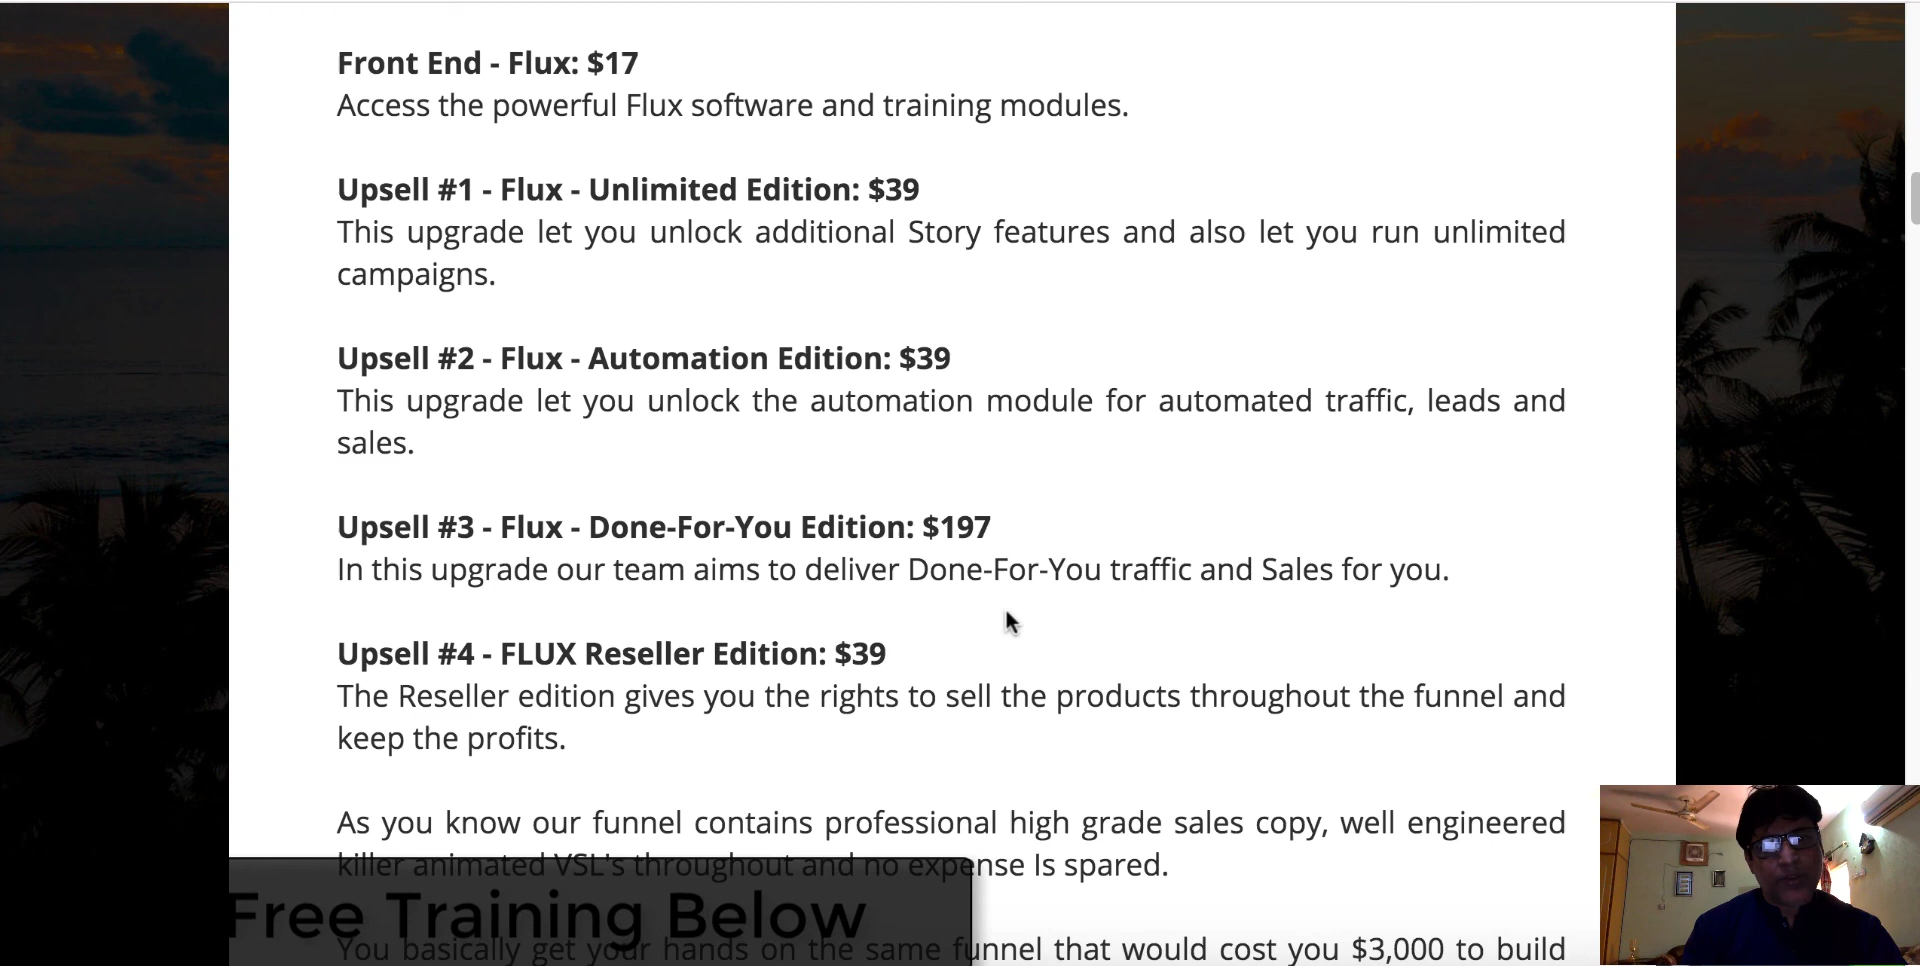 Front End - Flux: $17
Access the powerful Flux software and training modules.
Upsell #1 - Flux - Unlimited Edition: $39
This upgrade let you unlock additional Story features and also let you run unlimited
campaigns.
Upsell #2 - Flux - Automation Edition: $39
This upgrade let you unlock the automation module for automated traffic, leads and
sales.
Upsell #3 - Flux - Done-For-You Edition: $197
In this upgrade our team aims to deliver Done-For-You traffic and Sales for you.
Upsell #4 - FLUX Reseller Edition: $39
The Reseller edition gives you the rights to sell the products throughout the funnel and
keep the profits.
As you know our funnel contains professional high grade sales copy, well engineered
killer animated VSL's throughout and no expense Is spared.
Free Training Below
You basically get your hands on the same funnel that would cost you $3,000 to build